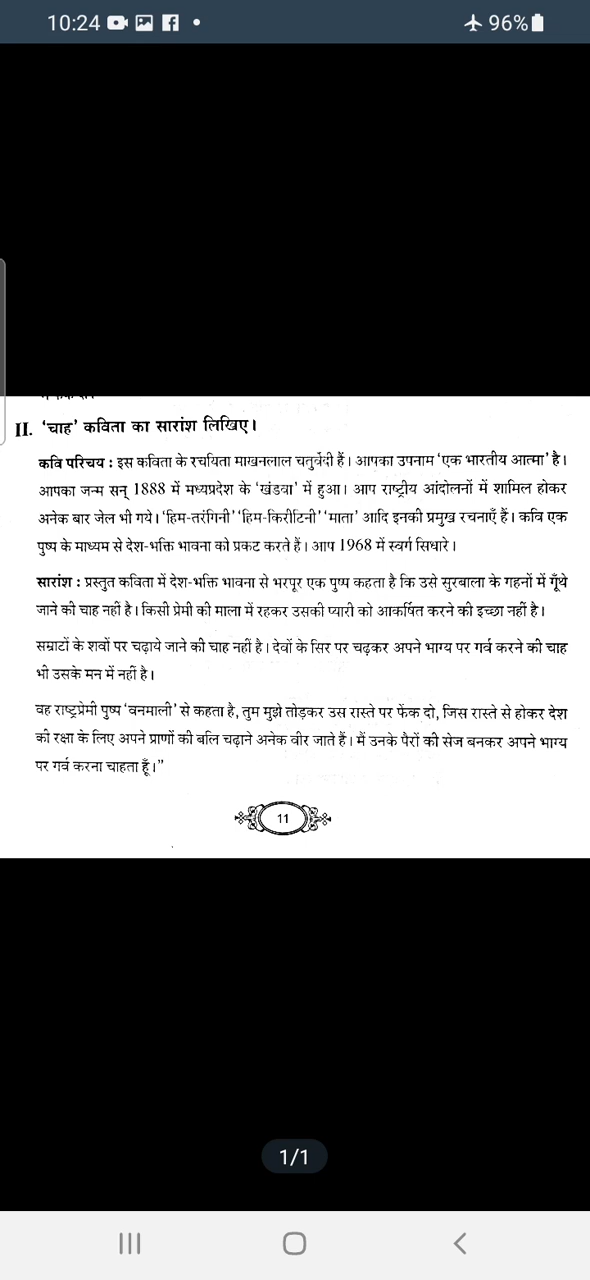 10:24
96%
II. ‘चाह’ कविता का सारांश लिखिए।
कवि परिचय : इस कविता के रचयिता माखनलाल चतुर्वेदी हैं। आपका उपनाम ‘एक भारतीय आत्मा’ है।
आपका जन्म सन् 1888 में मध्यप्रदेश के ‘खंडवा’ में हुआ। आप राष्ट्रीय आंदोलनों में शामिल होकर
अनेक बार जेल भी गये। ‘हिम-तरंगिनी’ ‘हिम-किरीटिनी’ ‘माता’ आदि इनकी प्रमुख रचनाएँ हैं। कवि एक
पुष्प के माध्यम से देश-भक्ति भावना को प्रकट करते हैं। आप 1968 में स्वर्ग सिधारे।
सारांश : प्रस्तुत कविता में देश-भक्ति भावना से भरपूर एक पुष्प कहता है कि उसे सुरबाला के गहनों में गूँथे
जाने की चाह नहीं है। किसी प्रेमी की माला में रहकर उसकी प्यारी को आकर्षित करने की इच्छा नहीं है।
सम्राटों के शवों पर चढ़ाये जाने की चाह नहीं है। देवों के सिर पर चढ़कर अपने भाग्य पर गर्व करने की चाह
भी उसके मन में नहीं है।
वह राष्ट्रप्रेमी पुष्प ‘वनमाली’ से कहता है, तुम मुझे तोड़कर उस रास्ते पर फेंक दो, जिस रास्ते से होकर देश
की रक्षा के लिए अपने प्राणों की बलि चढ़ाने अनेक वीर जाते हैं। मैं उनके पैरों की सेज बनकर अपने भाग्य
पर गर्व करना चाहता हूँ।”
11
1/1